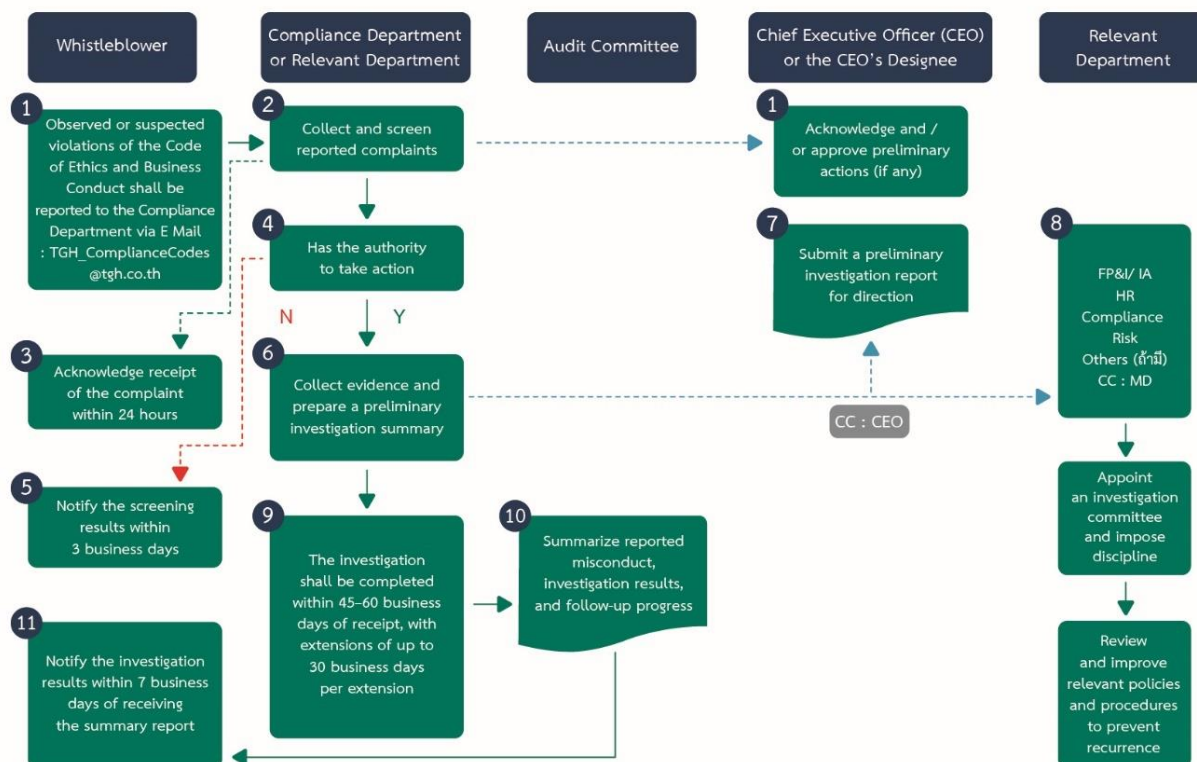 Whistleblower
Compliance Department
or Relevant Department
Audit Committee
Chief Executive Officer (CEO)
or the CEO's Designee
Relevant
Department
1
Observed or suspected
violations of the Code
of Ethics and Business
Conduct shall be
reported to the Compliance
Department via E Mail
: TGH_ComplianceCodes
@tgh.co.th
2
Collect and screen
reported complaints
1
Acknowledge and /
or approve preliminary
actions (if any)
4
Has the authority
to take action
N
Y
7
Submit a preliminary
investigation report
for direction
8
FP&I/ IA
HR
Compliance
Risk
Others (ถ้ามี)
CC : MD
3
Acknowledge receipt
of the complaint
within 24 hours
6
Collect evidence and
prepare a preliminary
investigation summary
CC : CEO
5
Notify the screening
results within
3 business days
9
The investigation
shall be completed
within 45–60 business
days of receipt, with
extensions of up to
30 business days
per extension
10
Summarize reported
misconduct,
investigation results,
and follow-up progress
Appoint
an investigation
committee
and impose
discipline
11
Notify the investigation
results within 7 business
days of receiving
the summary report
Review
and improve
relevant policies
and procedures
to prevent
recurrence